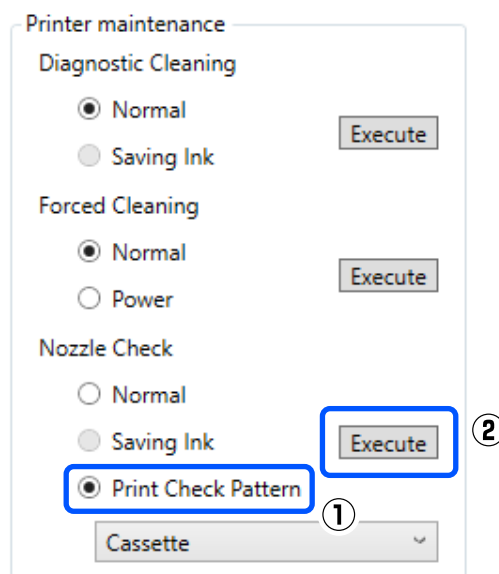 Printer maintenance
Diagnostic Cleaning
Normal
Execute
Saving Ink
Forced Cleaning
Normal
Execute
Power
Nozzle Check
Normal
Saving Ink
Execute
②
Print Check Pattern
①
Cassette